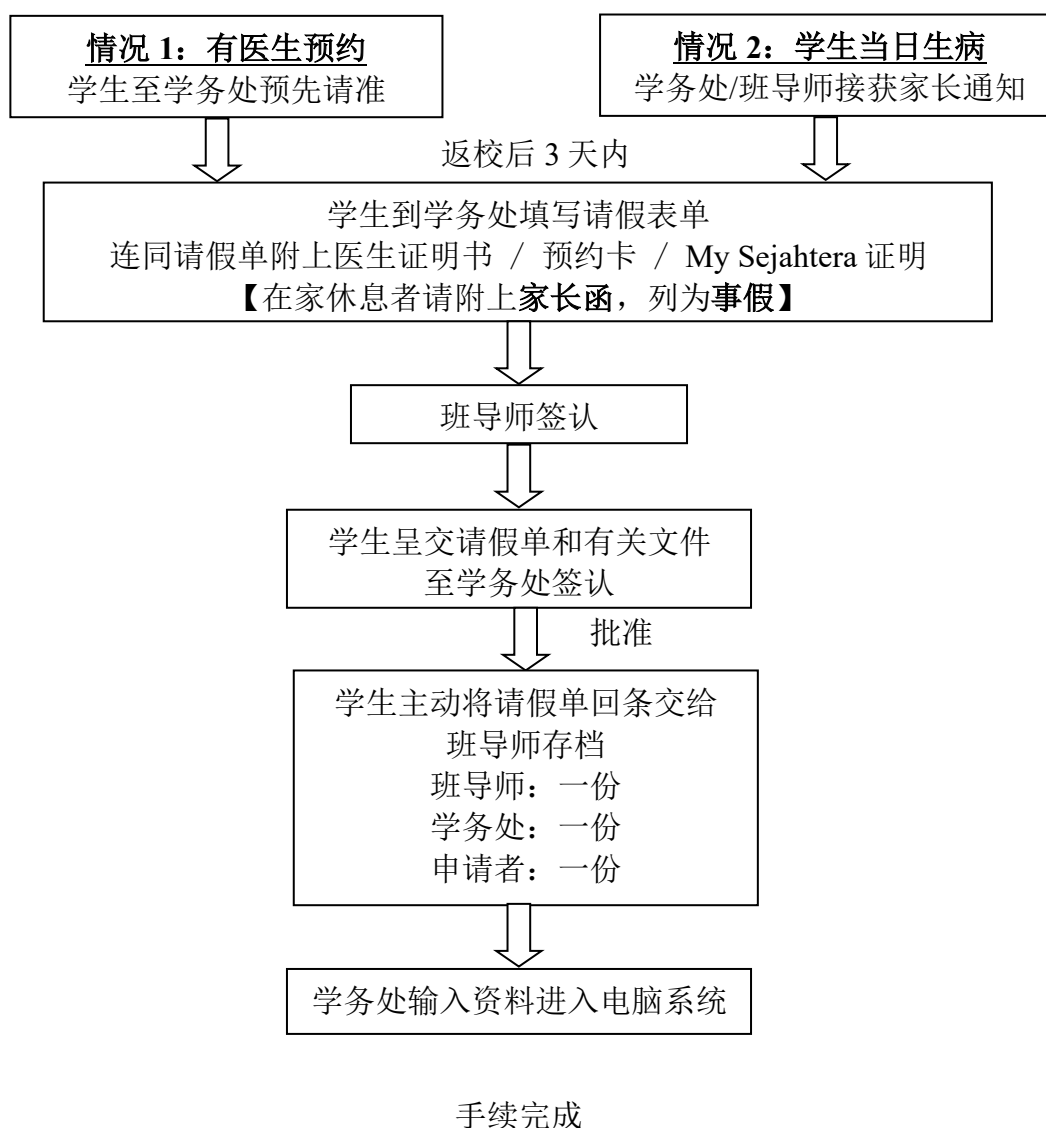 情况 1：有医生预约
学生至学务处预先请准
情况 2：学生当日生病
学务处/班导师接获家长通知
返校后 3 天内
学生到学务处填写请假表单
连同请假单附上医生证明书 / 预约卡 / My Sejahtera 证明
【在家休息者请附上家长函，列为事假】
班导师签认
学生呈交请假单和有关文件
至学务处签认
批准
学生主动将请假单回条交给
班导师存档
班导师：一份
学务处：一份
申请者：一份
学务处输入资料进入电脑系统
手续完成